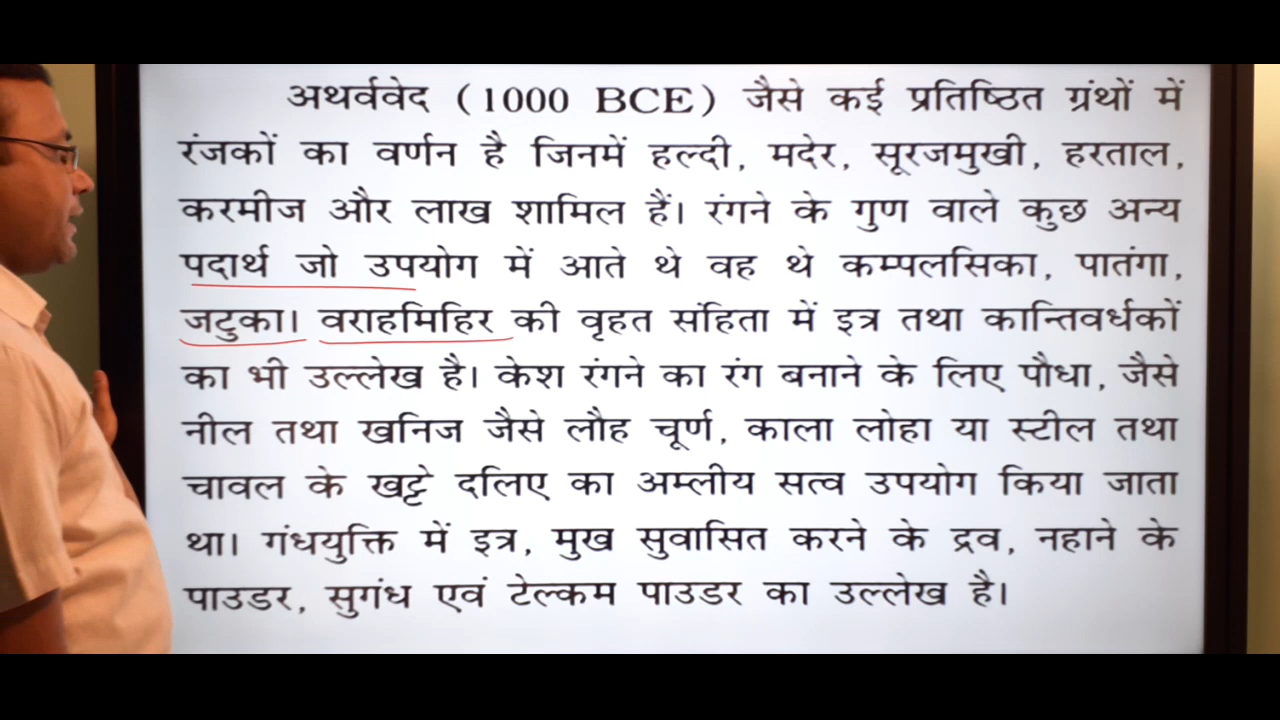 अथर्ववेद (1000 BCE) जैसे कई प्रतिष्ठित ग्रंथों में
रंजकों का वर्णन है जिनमें हल्दी, मदेर, सूरजमुखी, हरताल,
करमीज और लाख शामिल हैं। रंगने के गुण वाले कुछ अन्य
पदार्थ जो उपयोग में आते थे वह थे कम्पलसिका, पातंगा,
जटुका। वराहमिहिर की वृहत संहिता में इत्र तथा कान्तिवर्धकों
का भी उल्लेख है। केश रंगने का रंग बनाने के लिए पौधा, जैसे
नील तथा खनिज जैसे लौह चूर्ण, काला लोहा या स्टील तथा
चावल के खट्टे दलिए का अम्लीय सत्व उपयोग किया जाता
था। गंधयुक्ति में इत्र, मुख सुवासित करने के द्रव, नहाने के
पाउडर, सुगंध एवं टेल्कम पाउडर का उल्लेख है।